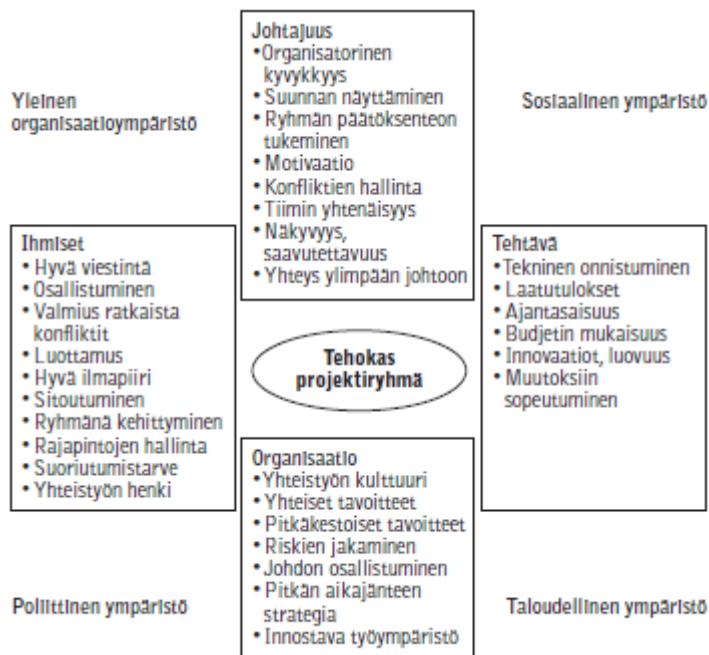 Johtajuus
• Organisatorinen
kyvykkyys
• Suunnan näyttäminen
• Ryhmän päätöksenteon
tukeminen
• Motivaatio
• Konfliktien hallinta
• Tiimin yhtenäisyys
• Näkyvyys,
saavutettavuus
• Yhteys ylimpään johtoon
Yleinen
organisaatioympäristö
Sosiaalinen ympäristö
Ihmiset
• Hyvä viestintä
• Osallistuminen
• Valmius ratkaista
konfliktit
• Luottamus
• Hyvä ilmapiiri
• Sitoutuminen
• Ryhmänä kehittyminen
• Rajapintojen hallinta
• Suoriutumistarve
• Yhteistyön henki
Tehokas
projektiryhmä
Tehtävä
• Tekninen onnistuminen
• Laatutulokset
• Ajantasaisuus
• Budjetin mukaisuus
• Innovaatiot, luovuus
• Muutoksiin
sopeutuminen
Organisaatio
• Yhteistyön kulttuuri
• Yhteiset tavoitteet
• Pitkäkestoiset tavoitteet
• Riskien jakaminen
• Johdon osallistuminen
• Pitkän aikajänteen
strategia
• Innostava työympäristö
Poliittinen ympäristö
Taloudellinen ympäristö